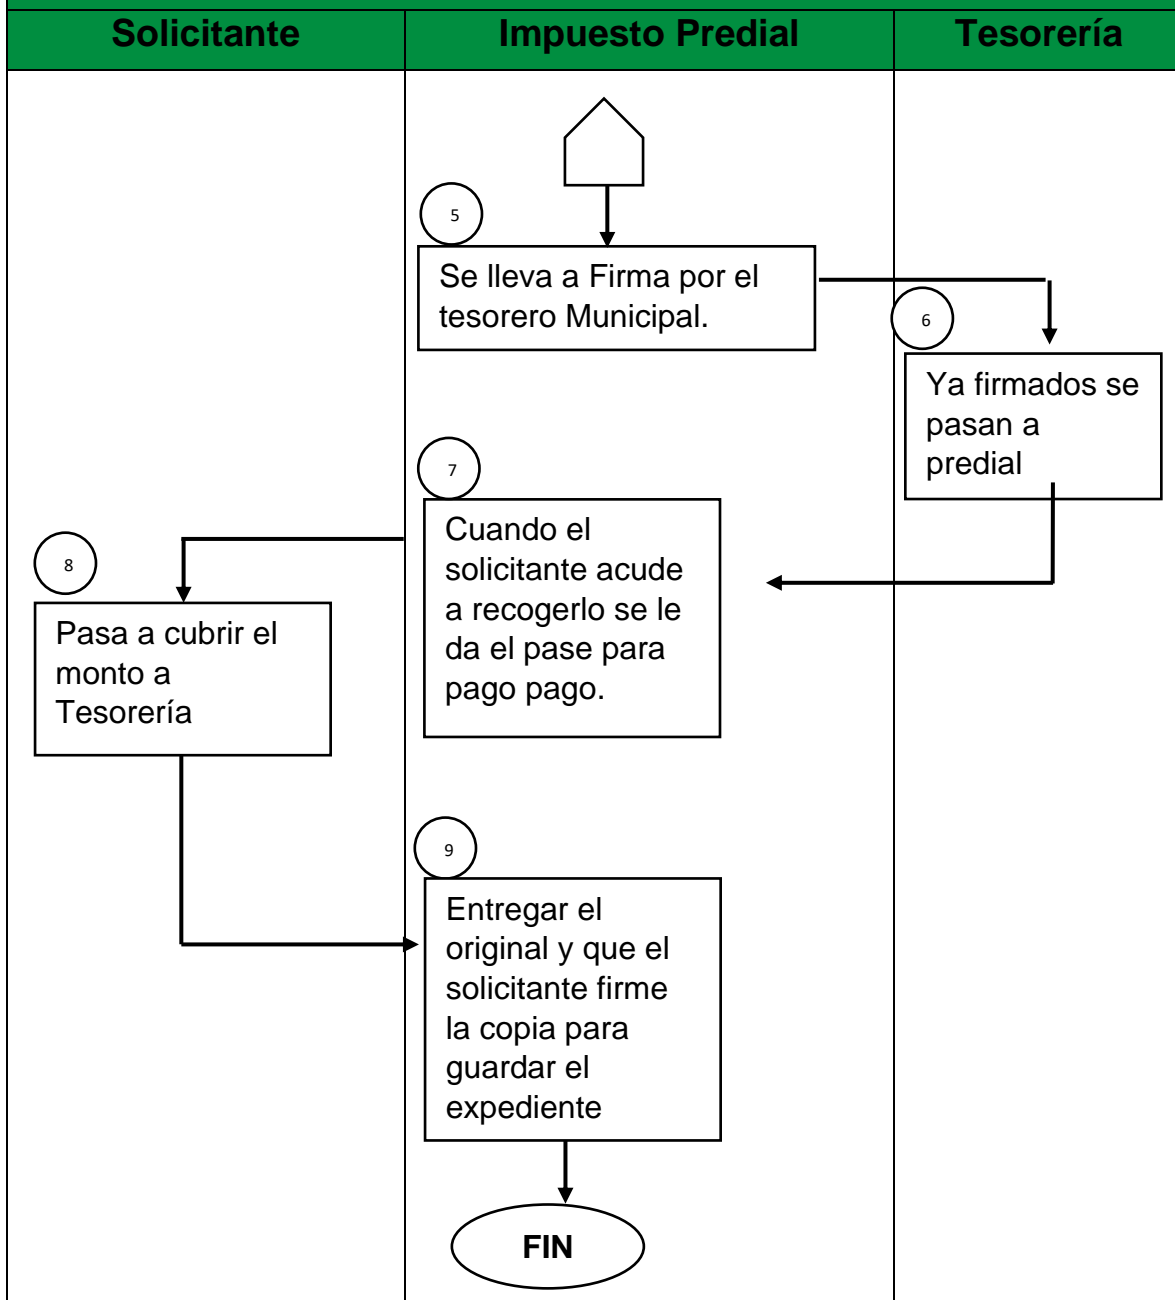 Solicitante
Impuesto Predial
Tesorería
5
Se lleva a Firma por el
tesorero Municipal.
6
Ya firmados se
pasan a
predial
7
Cuando el
solicitante acude
a recogerlo se le
da el pase para
pago pago.
8
Pasa a cubrir el
monto a
Tesorería
9
Entregar el
original y que el
solicitante firme
la copia para
guardar el
expediente
FIN